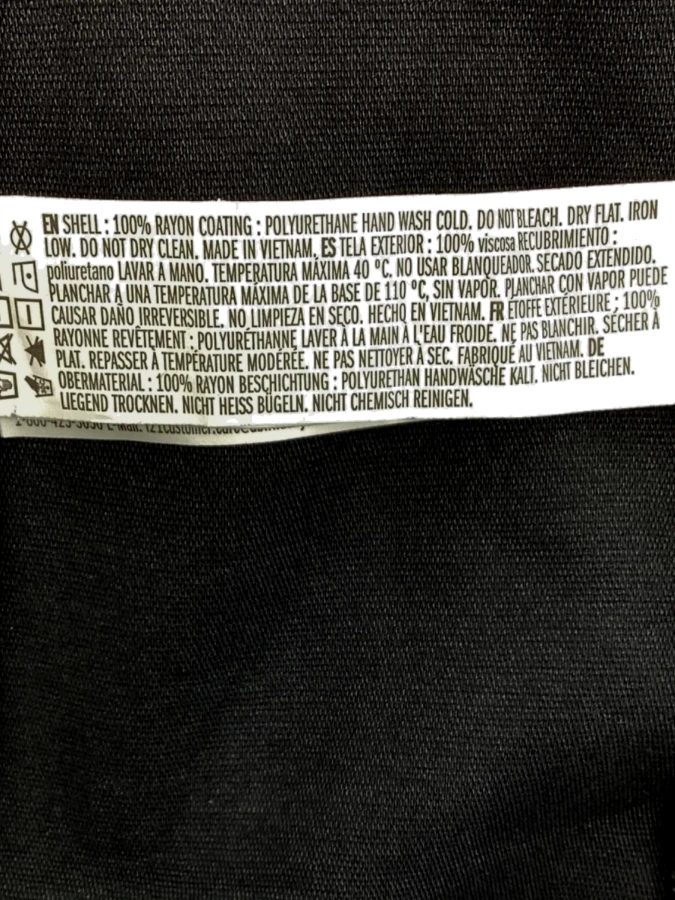 EN SHELL : 100% RAYON COATING : POLYURETHANE HAND WASH COLD. DO NOT BLEACH. DRY FLAT. IRON
LOW. DO NOT DRY CLEAN. MADE IN VIETNAM. ES TELA EXTERIOR : 100% viscosa RECUBRIMIENTO :
poliuretano LAVAR A MANO. TEMPERATURA MÁXIMA 40 ºC. NO USAR BLANQUEADOR. SECADO EXTENDIDO.
PLANCHAR A UNA TEMPERATURA MÁXIMA DE LA BASE DE 110 ºC, SIN VAPOR. PLANCHAR CON VAPOR PUEDE
CAUSAR DAÑO IRREVERSIBLE. NO LIMPIEZA EN SECO. HECHO EN VIETNAM. FR ÉTOFFE EXTÉRIEURE : 100%
RAYONNE REVÊTEMENT : POLYURÉTHANNE LAVER À LA MAIN À L'EAU FROIDE. NE PAS BLANCHIR. SÉCHER À
PLAT. REPASSER À TEMPÉRATURE MODÉRÉE. NE PAS NETTOYER À SEC. FABRIQUÉ AU VIETNAM. DE
OBERMATERIAL : 100% RAYON BESCHICHTUNG : POLYURETHAN HANDWÄSCHE KALT. NICHT BLEICHEN.
LIEGEND TROCKNEN. NICHT HEISS BÜGELN. NICHT CHEMISCH REINIGEN.